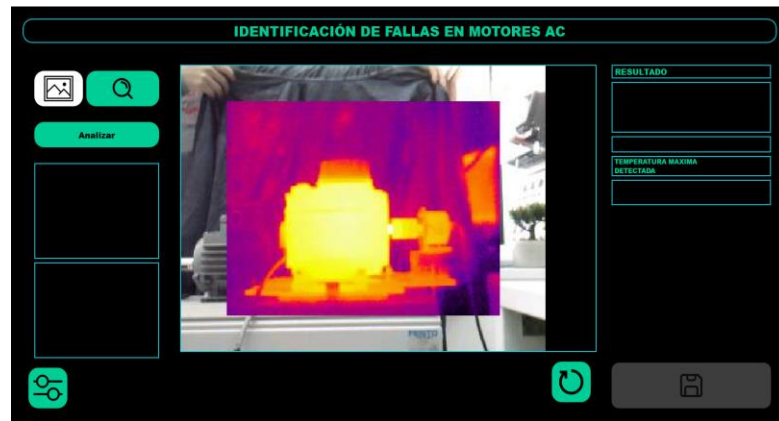 IDENTIFICACIÓN DE FALLAS EN MOTORES AC
RESULTADO
Analizar
TEMPERATURA MAXIMA
DETECTADA
FESTO